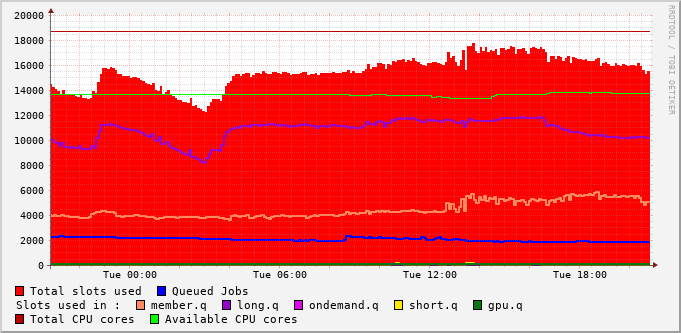 20000
18000
16000
14000
12000
10000
8000
6000
4000
2000
0
Tue 00:00 Tue 06:00 Tue 12:00 Tue 18:00
Total slots used Queued Jobs
Slots used in : member.q long.q ondemand.q short.q gpu.q
Total CPU cores Available CPU cores
RRDTOOL / TOBI OETIKER